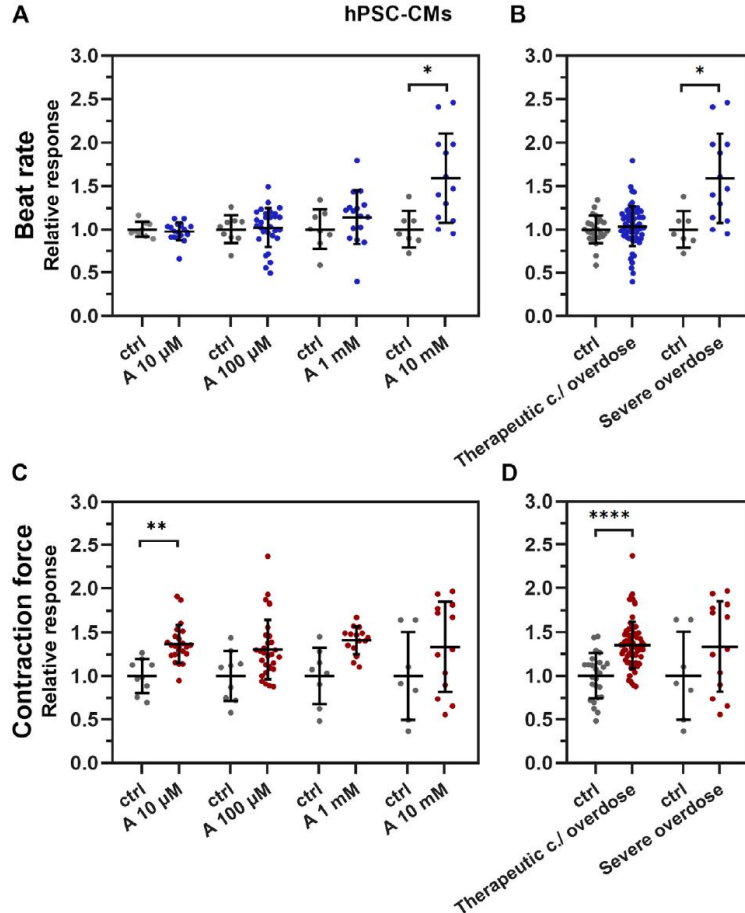 A
hPSC-CMs
B
Beat rate
Relative response
3.0
2.5
2.0
1.5
1.0
0.5
0.0
*
ctrl
A 10 µM
ctrl
A 100 µM
ctrl
A 1 mM
ctrl
A 10 mM
3.0
2.5
2.0
1.5
1.0
0.5
0.0
*
ctrl
Therapeutic c./ overdose
ctrl
Severe overdose
C
D
Contraction force
Relative response
3.0
2.5
2.0
1.5
1.0
0.5
0.0
**
ctrl
A 10 µM
ctrl
A 100 µM
ctrl
A 1 mM
ctrl
A 10 mM
3.0
2.5
2.0
1.5
1.0
0.5
0.0
****
ctrl
Therapeutic c./ overdose
ctrl
Severe overdose